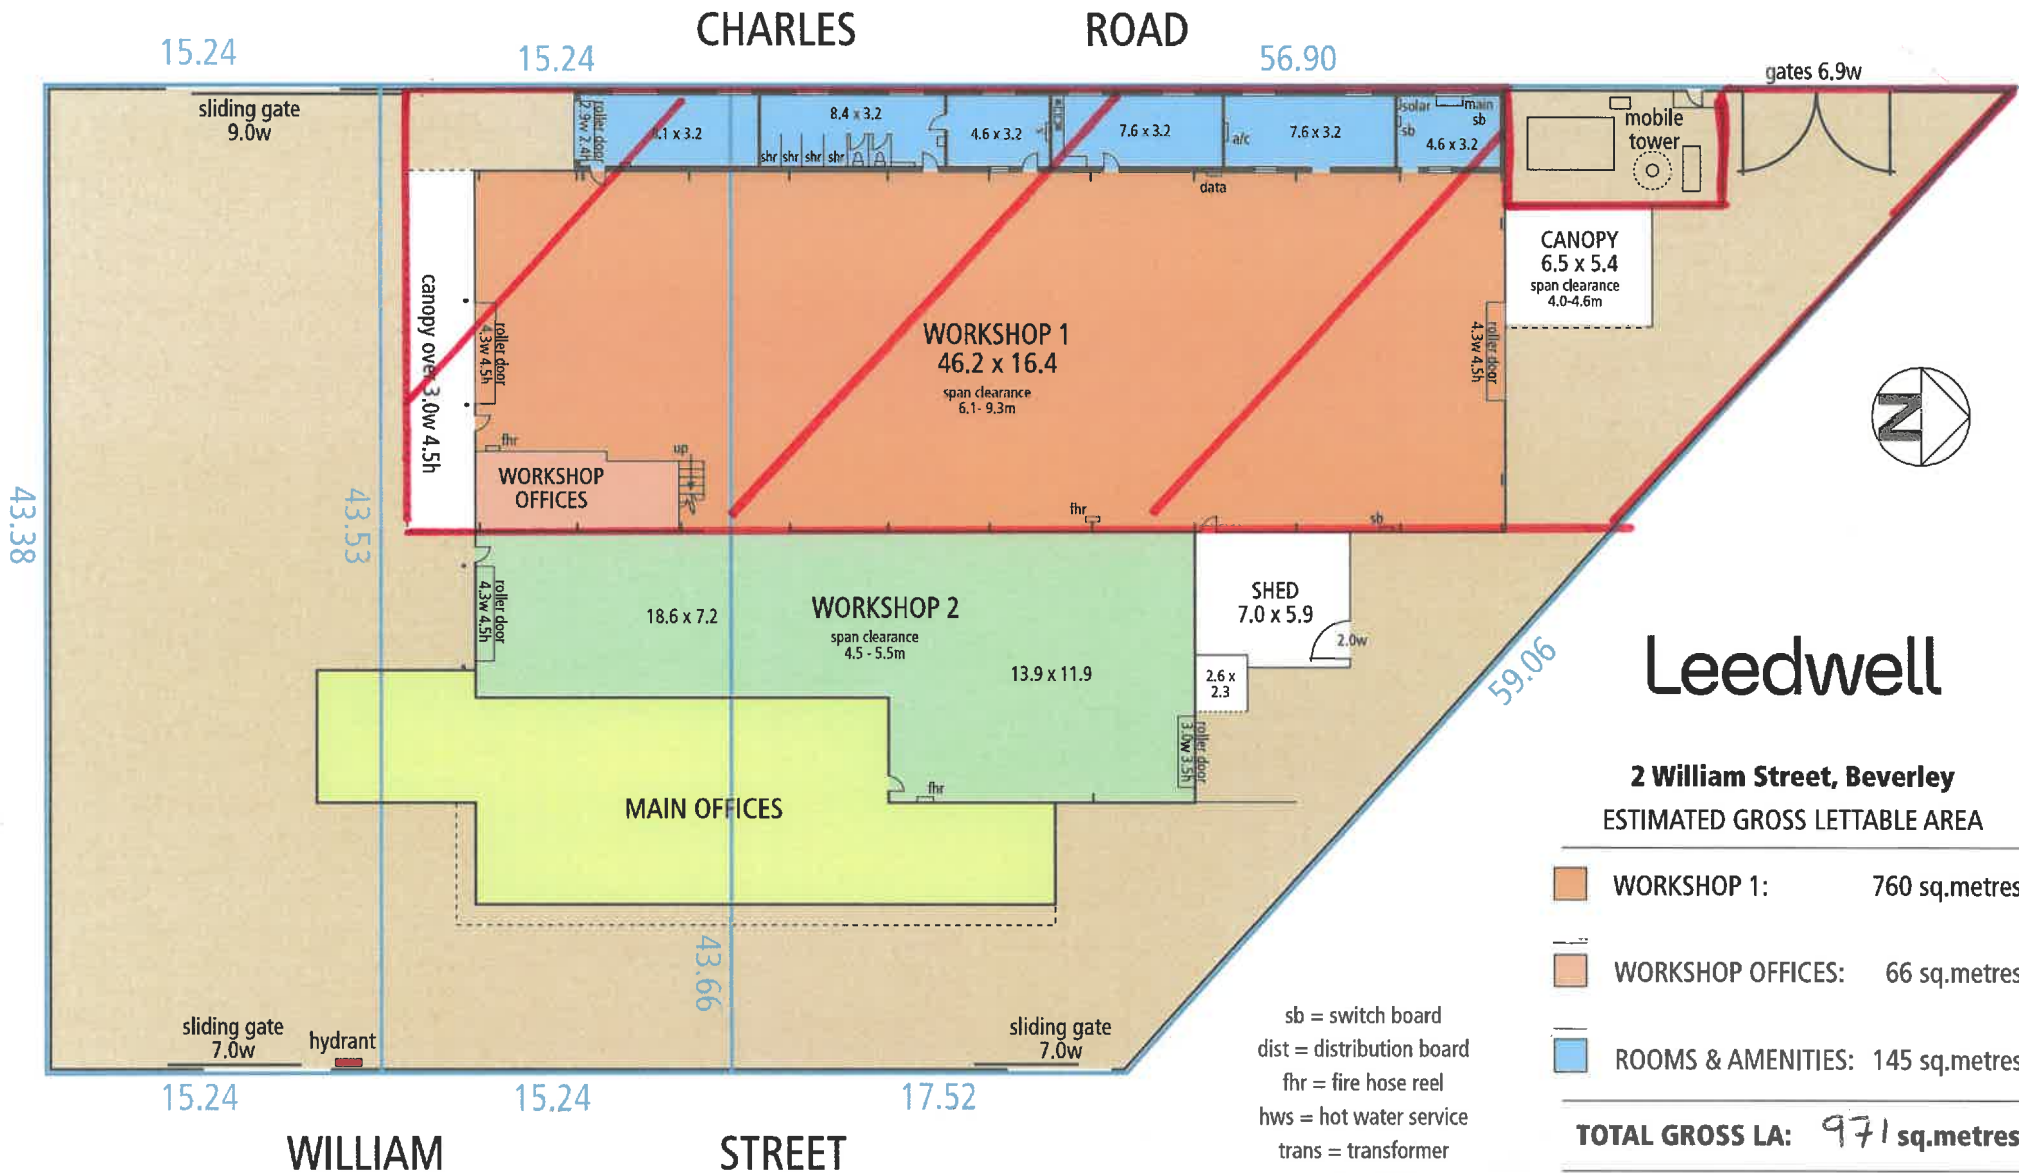 CHARLES ROAD
15.24 15.24 56.90
gates 6.9w
sliding gate
9.0w
roller door
2.9w 2.4h
8.1 x 3.2
8.4 x 3.2
shr shr shr shr
4.6 x 3.2
7.6 x 3.2
a/c
7.6 x 3.2
solar
sb
main
sb
4.6 x 3.2
mobile
tower
data
CANOPY
6.5 x 5.4
span clearance
4.0-4.6m
canopy over 3.0w 4.5h
roller door
4.3w 4.5h
WORKSHOP 1
46.2 x 16.4
span clearance
6.1- 9.3m
roller door
4.3w 4.5h
N
fhr
up
WORKSHOP
OFFICES
fhr
sb
43.38
43.53
roller door
4.3w 4.5h
18.6 x 7.2
WORKSHOP 2
span clearance
4.5 - 5.5m
13.9 x 11.9
SHED
7.0 x 5.9
2.0w
2.6 x
2.3
59.06
roller door
3.0w 3.5h
fhr
MAIN OFFICES
43.66
sliding gate
7.0w
hydrant
sliding gate
7.0w
15.24 15.24 17.52
WILLIAM STREET
sb = switch board
dist = distribution board
fhr = fire hose reel
hws = hot water service
trans = transformer
Leedwell
2 William Street, Beverley
ESTIMATED GROSS LETTABLE AREA
WORKSHOP 1: 760 sq.metres
WORKSHOP OFFICES: 66 sq.metres
ROOMS & AMENITIES: 145 sq.metres
TOTAL GROSS LA: 971 sq.metres